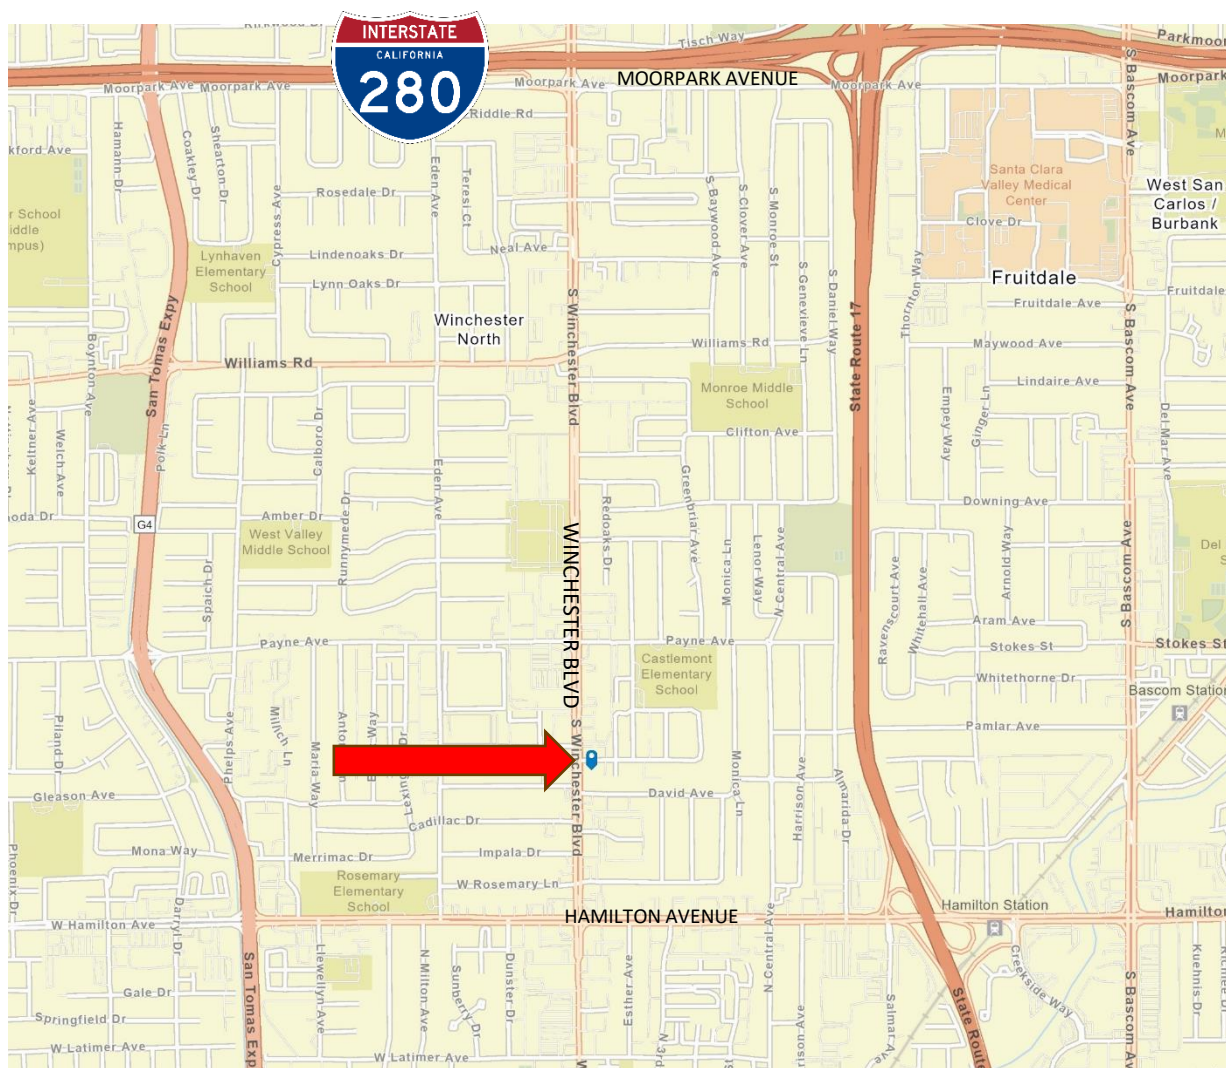 Kirkwood Dr
INTERSTATE
CALIFORNIA
280
Tisch Way
Parkmoor
MOORPARK AVENUE
Moorpark Ave
Moorpark Ave
Moorpark Ave
Moorpark Ave
Moorpark
S Bascom Ave
Riddle Rd
Hamann Dr
Coakley Dr
Shearton Dr
Cypress Ave
Rosedale Dr
Eden Ave
Teresi Ct
Neal Ave
Lindenoaks Dr
Lynn Oaks Dr
Lynhaven
Elementary
School
kford Ave
r School
iddle
mpus)
S Baywood Ave
S Clover Ave
S Monroe St
S Genevieve Ln
S Daniel Way
Santa Clara
Valley Medical
Center
Clove Dr
West San
Carlos /
Burbank
Fruitdale
Fruitdale Ave
Fruitdale
Thornton Way
S Winchester Blvd
Winchester
North
Williams Rd
Williams Rd
San Tomas Expy
Boynton Ave
State Route 17
Maywood Ave
Lindaire Ave
S Bascom Ave
Monroe Middle
School
Clifton Ave
Empey Way
Ginger Ln
Del Mar Ave
Keltner Ave
Welch Ave
Polk Ln
Calboro Dr
Eden Ave
Greenbriar Ave
Redoaks Dr
Downing Ave
oda Dr
G4
Amber Dr
West Valley
Middle School
Runnymede Dr
WINCHESTER BLVD
Monica Ln
Lenor Way
N Central Ave
Arnold Way
S Bascom Ave
Del
Spaich Dr
Ravenscourt Ave
Whitehall Ave
Aram Ave
Stokes St
Stokes St
Payne Ave
Payne Ave
Castlemont
Elementary
School
Whitethorne Dr
Bascom Station
Pamlar Ave
Piland Dr
Phelps Ave
Millich Ln
Maria Way
S Winchester Blvd
Monica Ln
Harrison Ave
Almarida Dr
Gleason Ave
David Ave
Cadillac Dr
Mona Way
Merrimac Dr
Impala Dr
Phoenix Dr
Rosemary
Elementary
School
W Rosemary Ln
Hamilton Station
W Hamilton Ave
HAMILTON AVENUE
Hamilton
Darryl Dr
San Tomas Exp
Llewellyn Ave
N Milton Ave
Sunberry Dr
Dunster Dr
Esther Ave
N Central Ave
Salmar Ave
State Route
Creekside Way
S Bascom Av
Kuehnis Dr
Gale Dr
Springfield Dr
W Latimer Ave
W Latimer Ave
N 3r
rison Ave